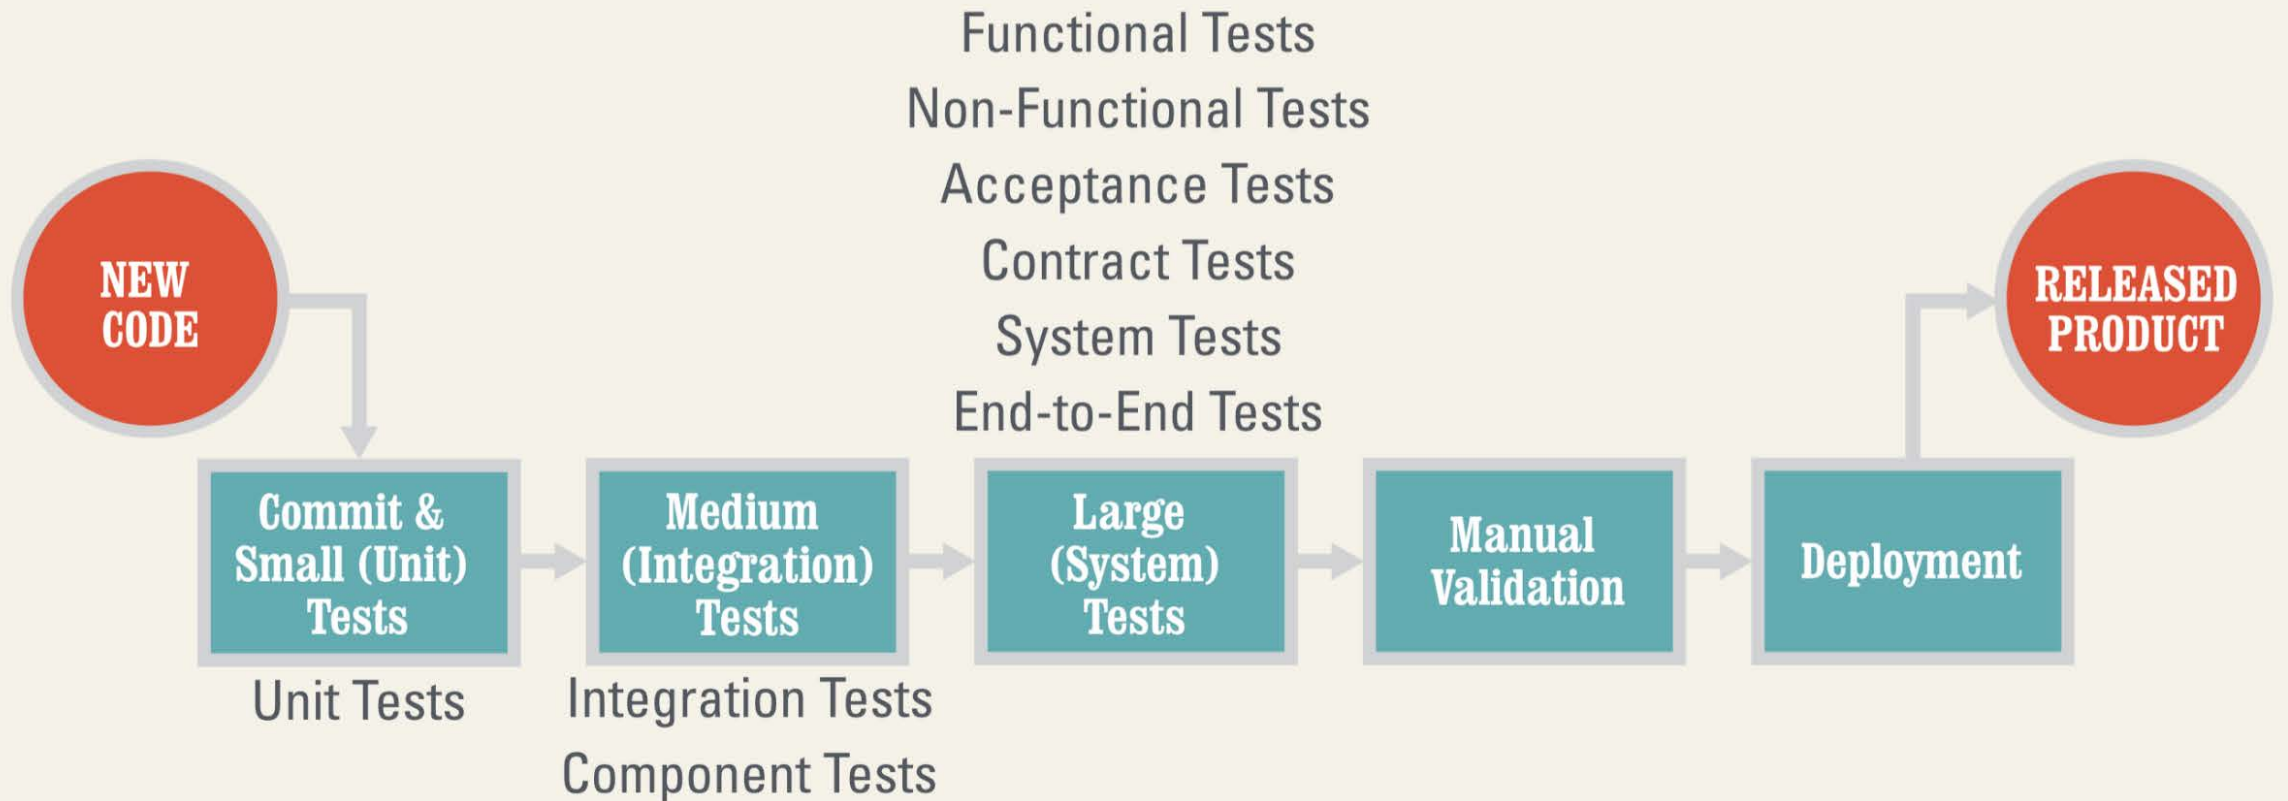 Functional Tests
Non-Functional Tests
Acceptance Tests
Contract Tests
System Tests
End-to-End Tests
NEW
CODE
RELEASED
PRODUCT
Commit &
Small (Unit)
Tests
Medium
(Integration)
Tests
Large
(System)
Tests
Manual
Validation
Deployment
Unit Tests
Integration Tests
Component Tests